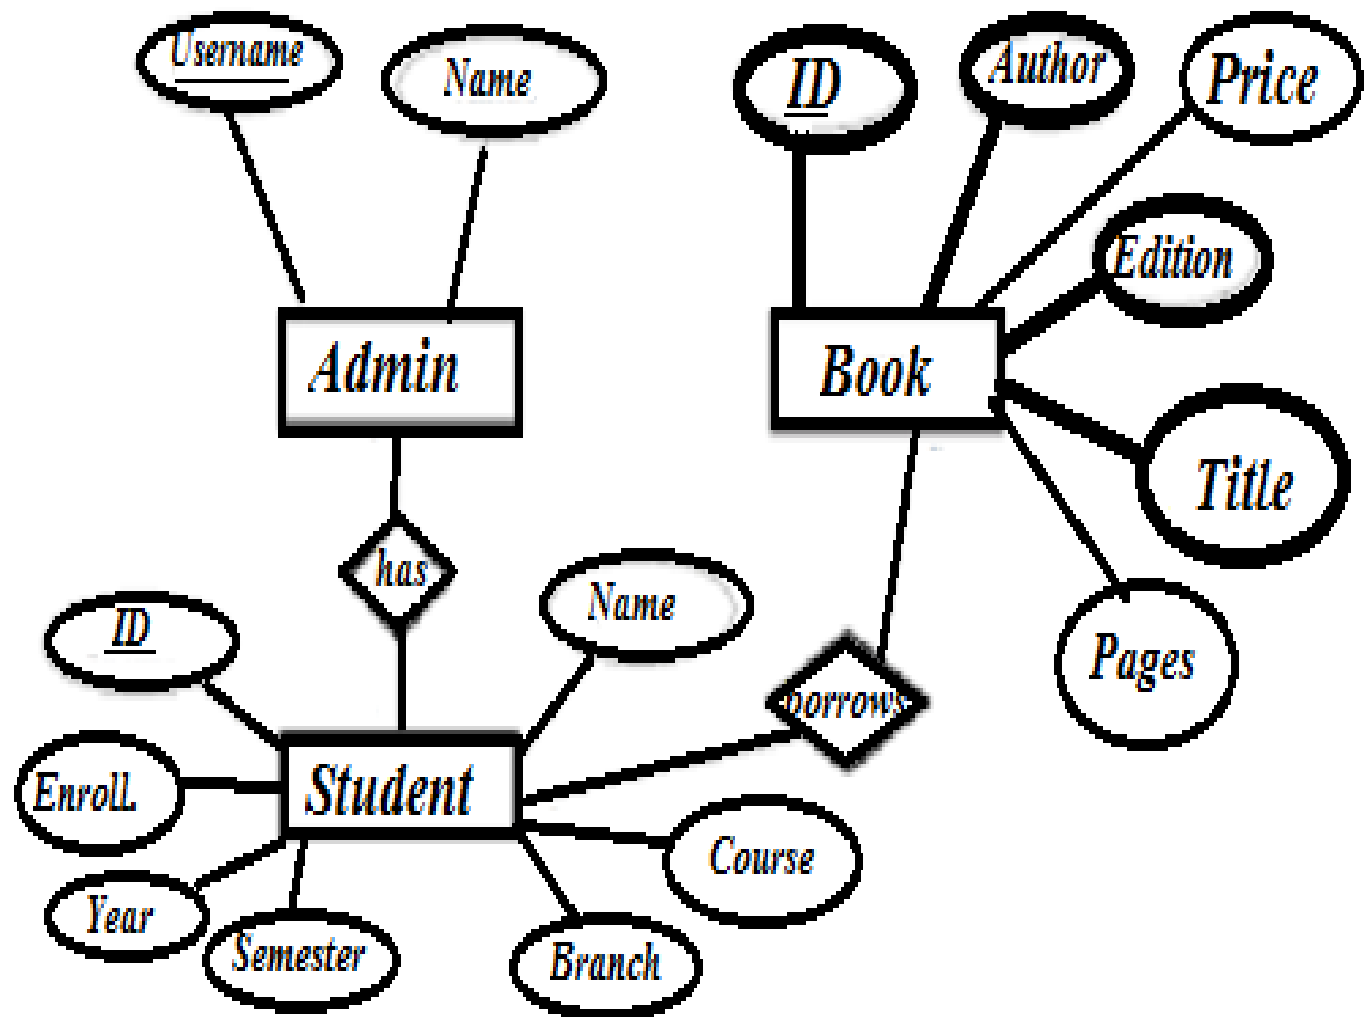 Username
Name
ID
Author
Price
Edition
Admin
Book
Title
has
Name
ID
Pages
borrows
Enroll.
Student
Course
Year
Semester
Branch